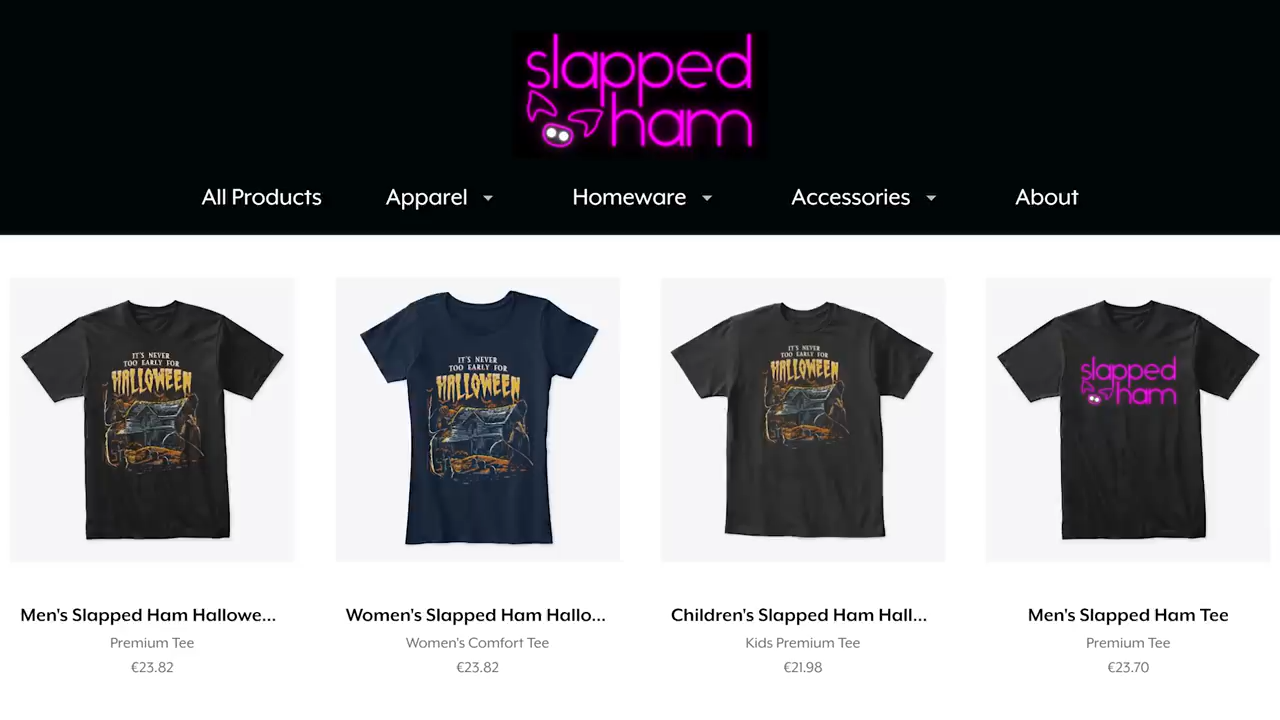 slapped
ham
All Products
Apparel
Homeware
Accessories
About
IT'S NEVER
TOO EARLY FOR
HALLOWEEN
IT'S NEVER
TOO EARLY FOR
HALLOWEEN
IT'S NEVER
TOO EARLY FOR
HALLOWEEN
slapped
ham
Men's Slapped Ham Hallowe...
Premium Tee
€23.82
Women's Slapped Ham Hallo...
Women's Comfort Tee
€23.82
Children's Slapped Ham Hall...
Kids Premium Tee
€21.98
Men's Slapped Ham Tee
Premium Tee
€23.70